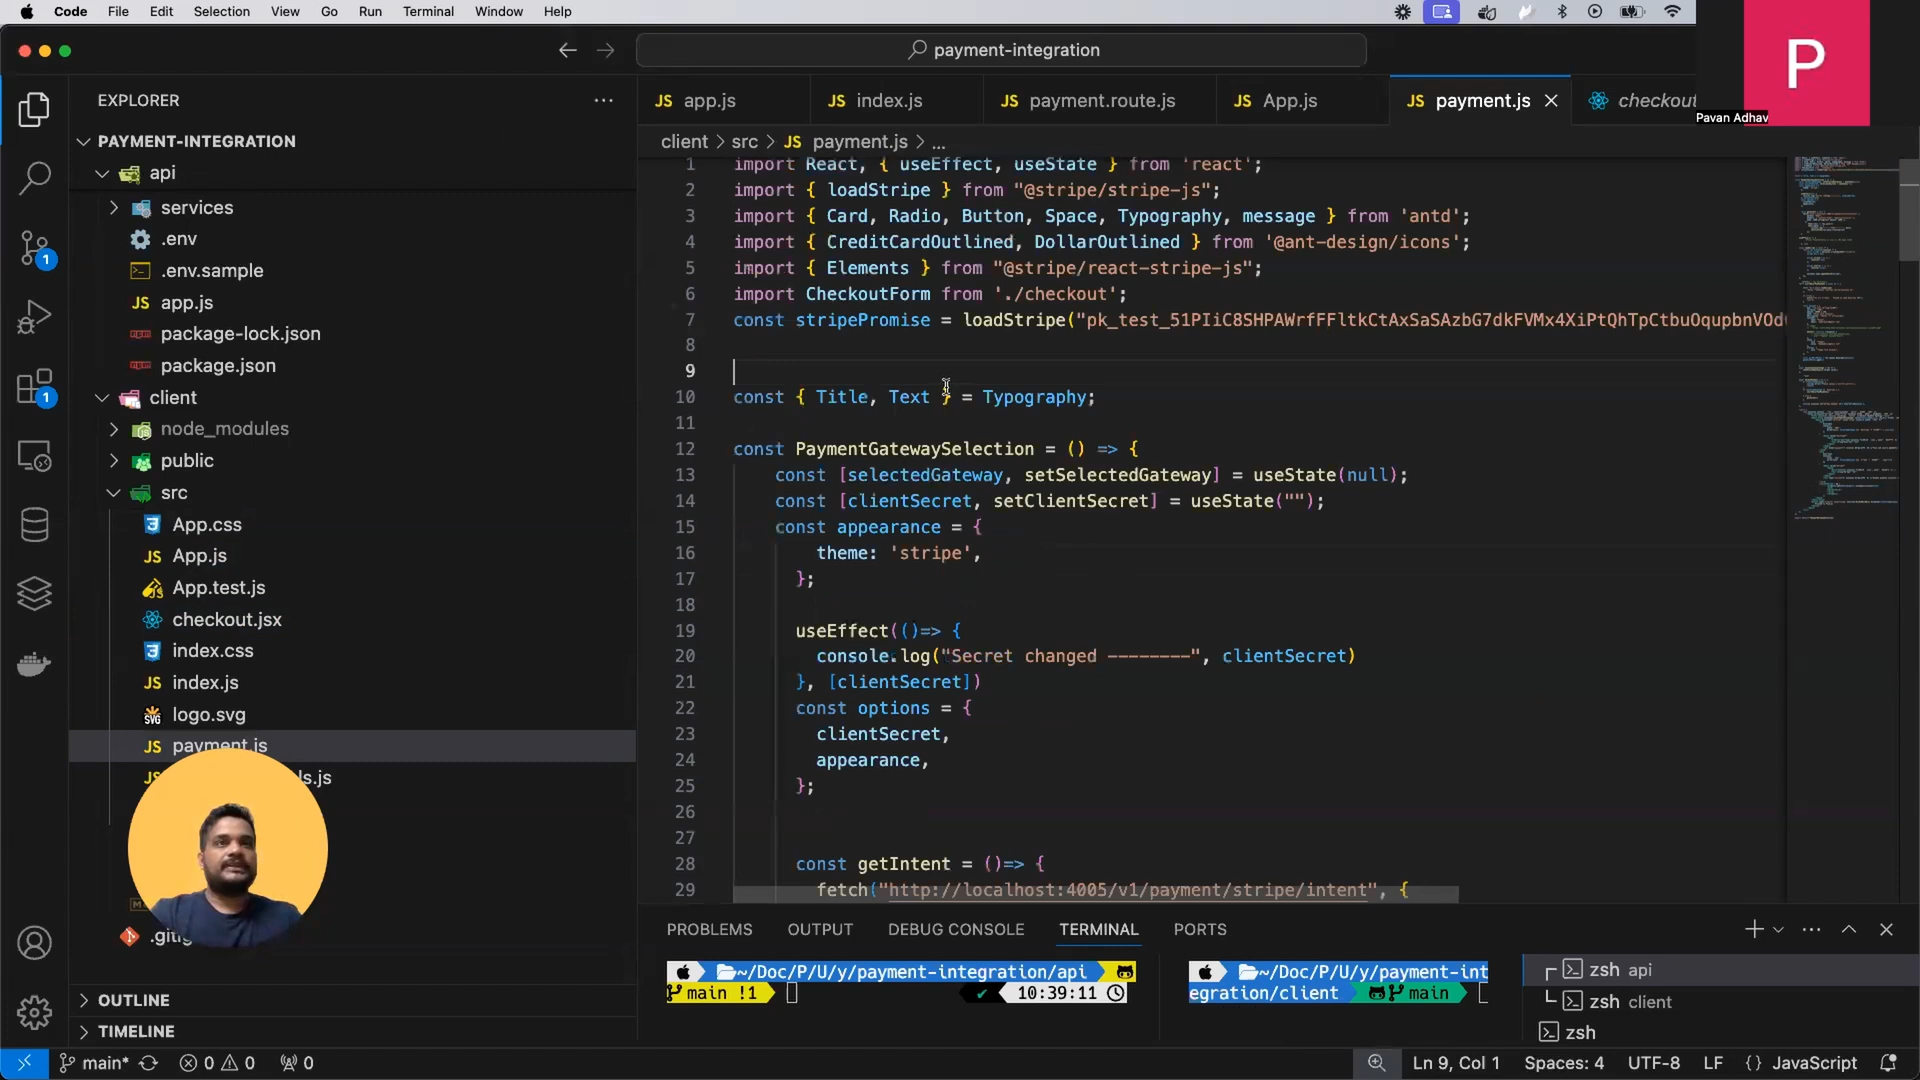 Code File Edit Selection View Go Run Terminal Window Help
payment-integration
P
Pavan Adhav
EXPLORER
PAYMENT-INTEGRATION
api
services
.env
.env.sample
app.js
package-lock.json
package.json
client
node_modules
public
src
App.css
App.js
App.test.js
checkout.jsx
index.css
index.js
logo.svg
payment.js
ls.js
.gitig
OUTLINE
TIMELINE
app.js index.js payment.route.js App.js payment.js checkout
client > src > JS payment.js > ...
1 import React, { useEffect, useState } from 'react';
2 import { loadStripe } from "@stripe/stripe-js";
3 import { Card, Radio, Button, Space, Typography, message } from 'antd';
4 import { CreditCardOutlined, DollarOutlined } from '@ant-design/icons';
5 import { Elements } from "@stripe/react-stripe-js";
6 import CheckoutForm from './checkout';
7 const stripePromise = loadStripe("pk_test_51PIiC8SHPAWrfFFltkCtAxSaSAzbG7dkFVMx4XiPtQhTpCtbuOqupbnVOd
8
9
10 const { Title, Text } = Typography;
11
12 const PaymentGatewaySelection = () => {
13 const [selectedGateway, setSelectedGateway] = useState(null);
14 const [clientSecret, setClientSecret] = useState("");
15 const appearance = {
16 theme: 'stripe',
17 };
18
19 useEffect(()=> {
20 console.log("Secret changed --------", clientSecret)
21 }, [clientSecret])
22 const options = {
23 clientSecret,
24 appearance,
25 };
26
27
28 const getIntent = ()=> {
29 fetch("http://localhost:4005/v1/payment/stripe/intent", {
PROBLEMS OUTPUT DEBUG CONSOLE TERMINAL PORTS
~/Doc/P/U/y/payment-integration/api
main !1 ✔ 10:39:11
~/Doc/P/U/y/payment-int
egration/client main
zsh api
zsh client
zsh
main* 0 0 0 Ln 9, Col 1 Spaces: 4 UTF-8 LF {} JavaScript